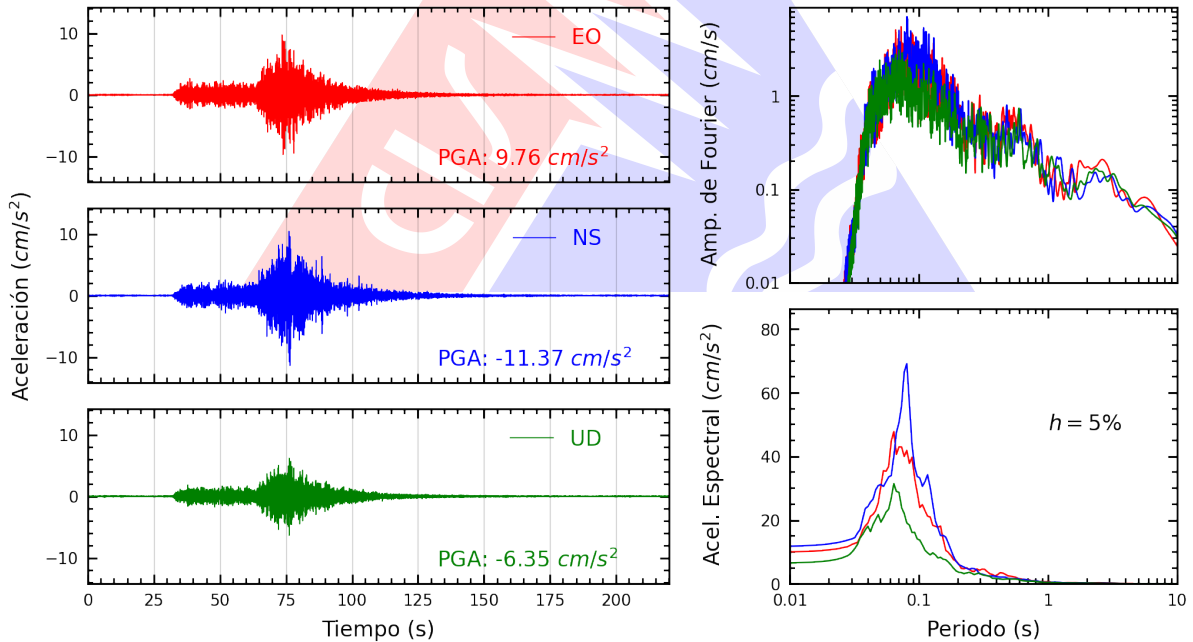 10
0
−10
EO
PGA: 9.76 cm/s²
10
0
−10
NS
PGA: -11.37 cm/s²
10
0
−10
UD
PGA: -6.35 cm/s²
Aceleración (cm/s²)
0 25 50 75 100 125 150 175 200
Tiempo (s)
Amp. de Fourier (cm/s)
1
0.1
0.01
Acel. Espectral (cm/s²)
80
60
40
20
0
h = 5%
0.01 0.1 1 10
Periodo (s)